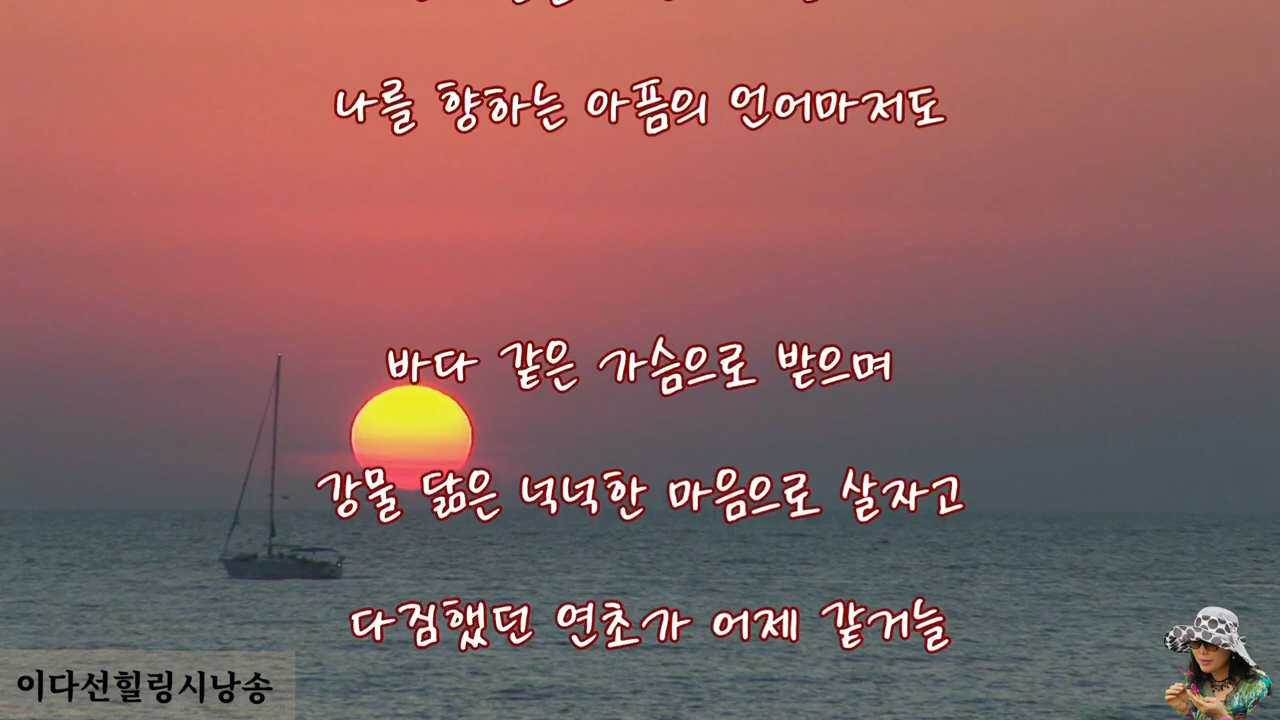 나를 향하는 아픔의 언어마저도
바다 같은 가슴으로 받으며
강물 닮은 넉넉한 마음으로 살자고
다짐했던 연초가 어제 같거늘
이다선힐링시낭송